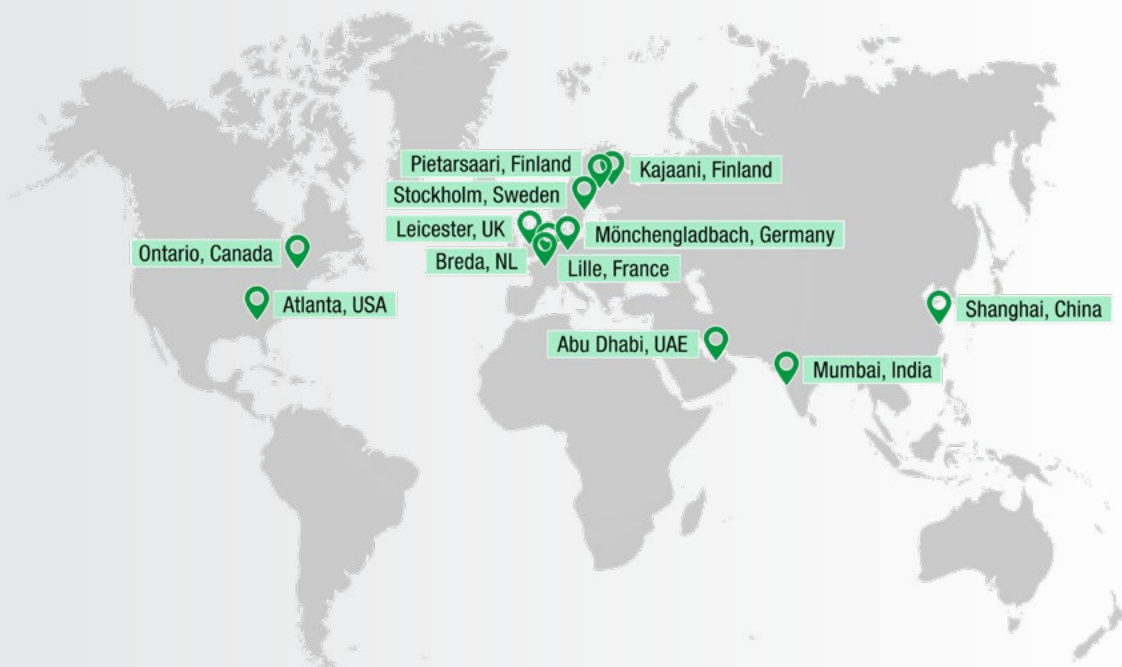 Pietarsaari, Finland
Kajaani, Finland
Stockholm, Sweden
Leicester, UK
Mönchengladbach, Germany
Ontario, Canada
Breda, NL
Lille, France
Atlanta, USA
Shanghai, China
Abu Dhabi, UAE
Mumbai, India